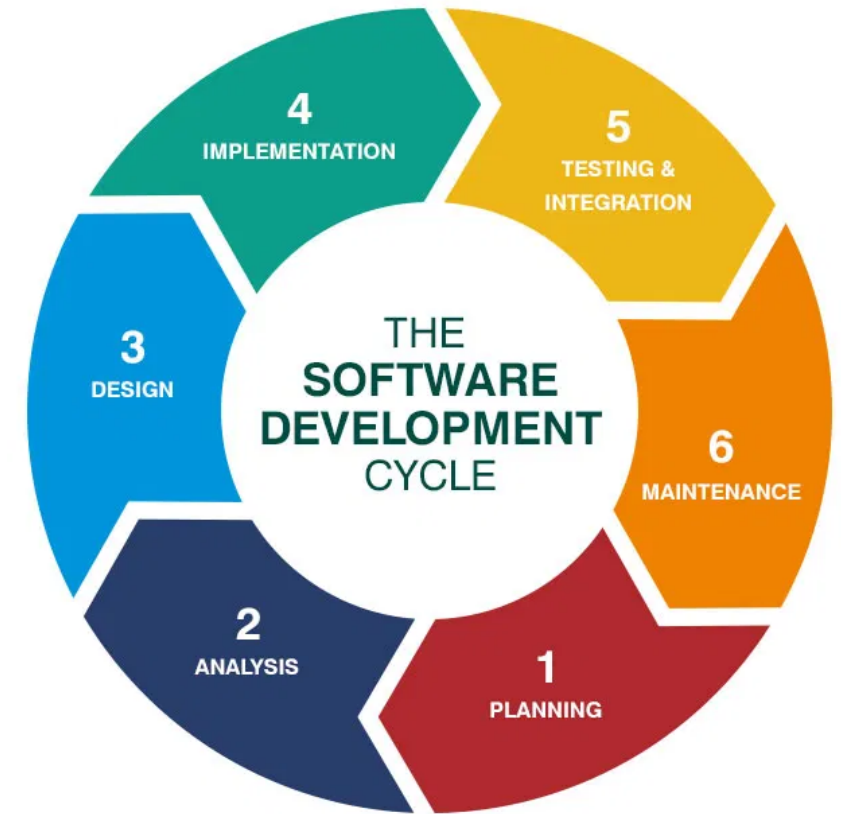 THE
SOFTWARE
DEVELOPMENT
CYCLE
1
PLANNING
2
ANALYSIS
3
DESIGN
4
IMPLEMENTATION
5
TESTING &
INTEGRATION
6
MAINTENANCE